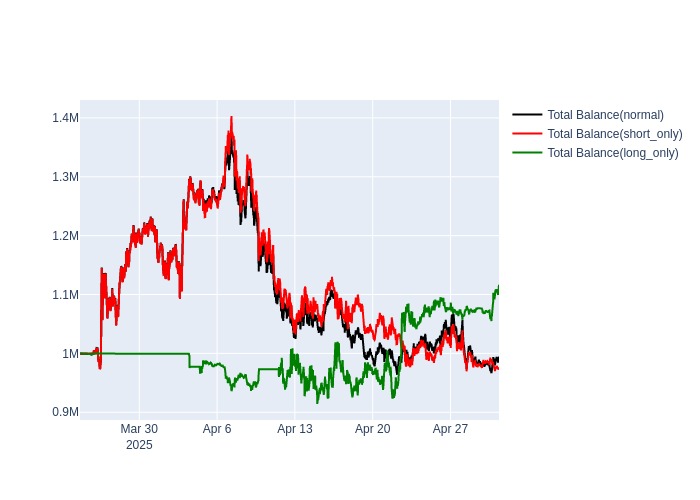 1.4M
1.3M
1.2M
1.1M
1M
0.9M
Mar 30
2025
Apr 6
Apr 13
Apr 20
Apr 27
Total Balance(normal)
Total Balance(short_only)
Total Balance(long_only)